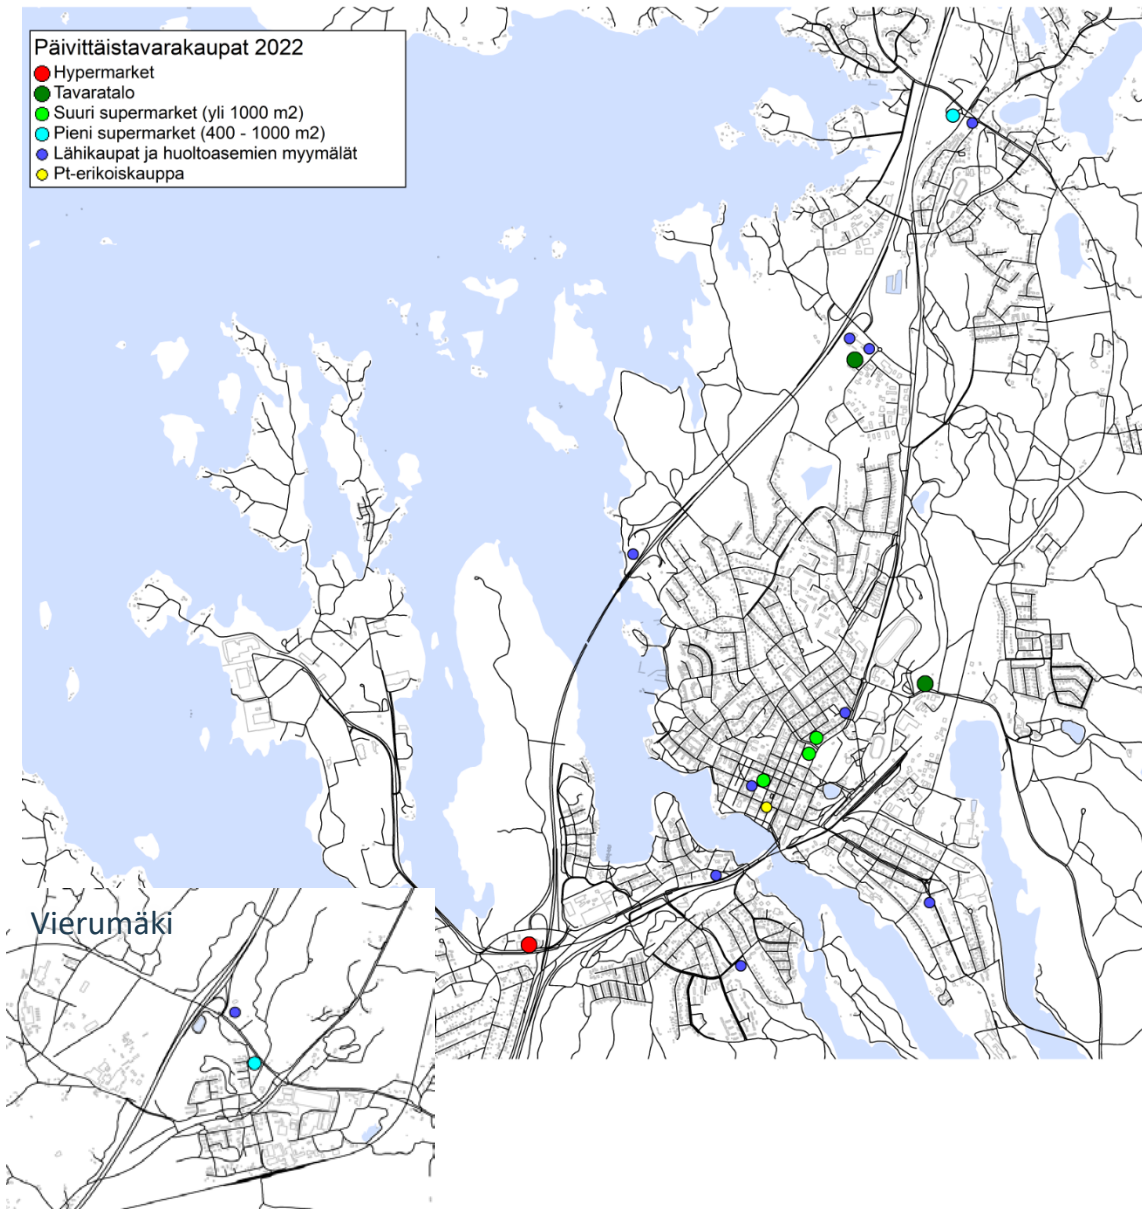 Päivittäistavarakaupat 2022
Hypermarket
Tavaratalo
Suuri supermarket (yli 1000 m2)
Pieni supermarket (400 - 1000 m2)
Lähikaupat ja huoltoasemien myymälät
Pt-erikoiskauppa
Vierumäki